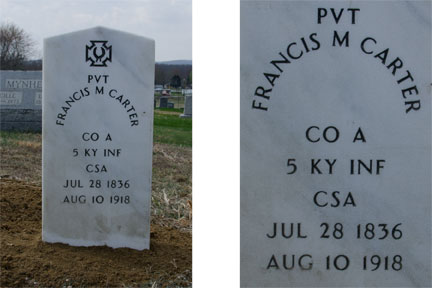 PVT
FRANCIS M CARTER
CO A
5 KY INF
CSA
JUL 28 1836
AUG 10 1918
PVT
FRANCIS M CARTER
CO A
5 KY INF
CSA
JUL 28 1836
AUG 10 1918